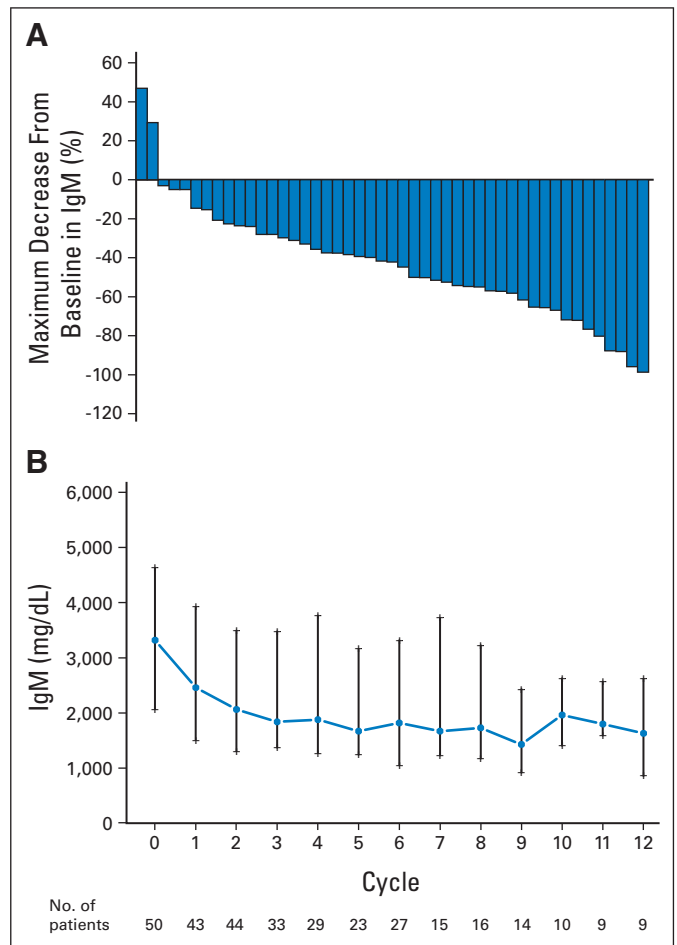 A
60
40
20
0
-20
-40
-60
-80
-100
-120
Maximum Decrease From
Baseline in IgM (%)
B
6,000
5,000
4,000
3,000
2,000
1,000
0
IgM (mg/dL)
0 1 2 3 4 5 6 7 8 9 10 11 12
Cycle
No. of
patients 50 43 44 33 29 23 27 15 16 14 10 9 9